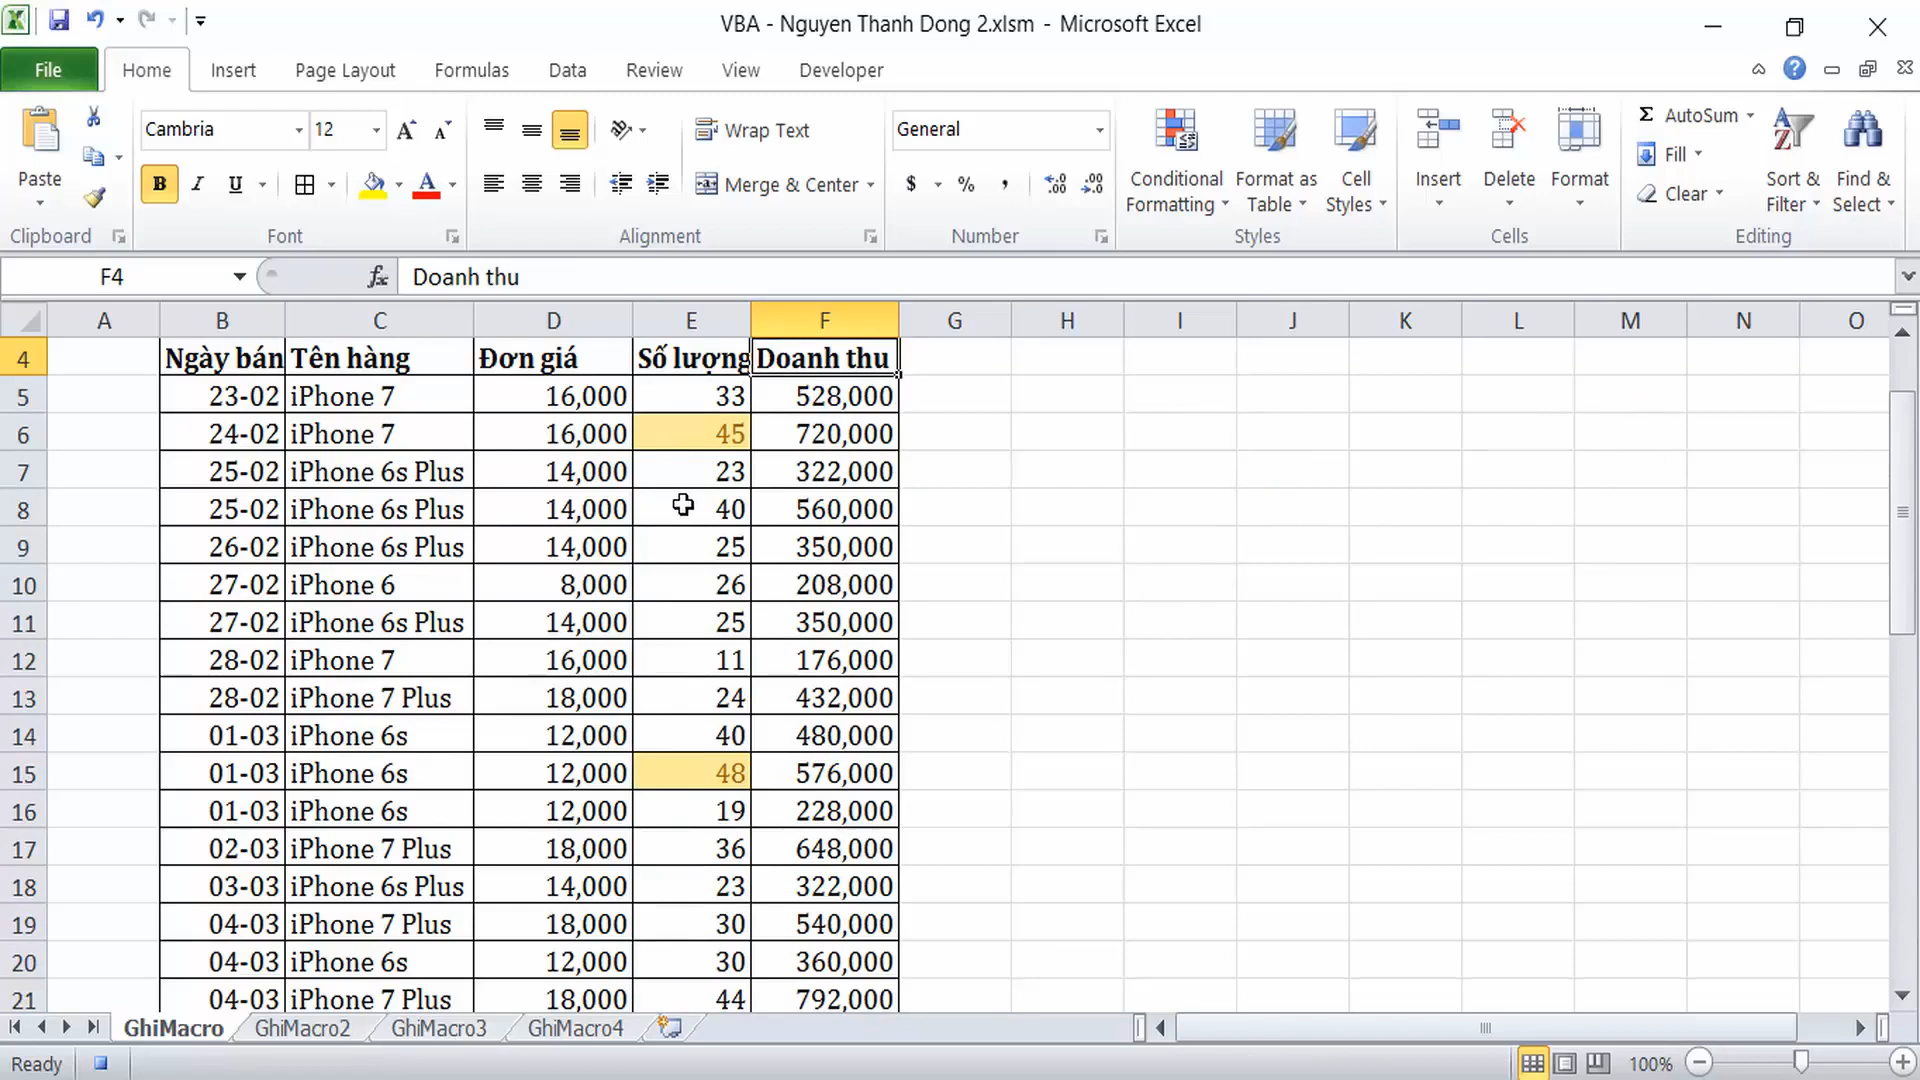 VBA - Nguyen Thanh Dong 2.xlsm - Microsoft Excel
File Home Insert Page Layout Formulas Data Review View Developer
Paste
Clipboard
Cambria 12
B I U
Font
Wrap Text
Merge & Center
Alignment
General
$ % ,
Number
Conditional Formatting
Format as Table
Cell Styles
Styles
Insert Delete Format
Cells
Σ AutoSum
Fill
Clear
Sort & Filter
Find & Select
Editing
F4 fx Doanh thu
A B C D E F G H I J K L M N O
4 Ngày bán Tên hàng Đơn giá Số lượng Doanh thu
5 23-02 iPhone 7 16,000 33 528,000
6 24-02 iPhone 7 16,000 45 720,000
7 25-02 iPhone 6s Plus 14,000 23 322,000
8 25-02 iPhone 6s Plus 14,000 40 560,000
9 26-02 iPhone 6s Plus 14,000 25 350,000
10 27-02 iPhone 6 8,000 26 208,000
11 27-02 iPhone 6s Plus 14,000 25 350,000
12 28-02 iPhone 7 16,000 11 176,000
13 28-02 iPhone 7 Plus 18,000 24 432,000
14 01-03 iPhone 6s 12,000 40 480,000
15 01-03 iPhone 6s 12,000 48 576,000
16 01-03 iPhone 6s 12,000 19 228,000
17 02-03 iPhone 7 Plus 18,000 36 648,000
18 03-03 iPhone 6s Plus 14,000 23 322,000
19 04-03 iPhone 7 Plus 18,000 30 540,000
20 04-03 iPhone 6s 12,000 30 360,000
21 04-03 iPhone 7 Plus 18,000 44 792,000
GhiMacro GhiMacro2 GhiMacro3 GhiMacro4
Ready 100%